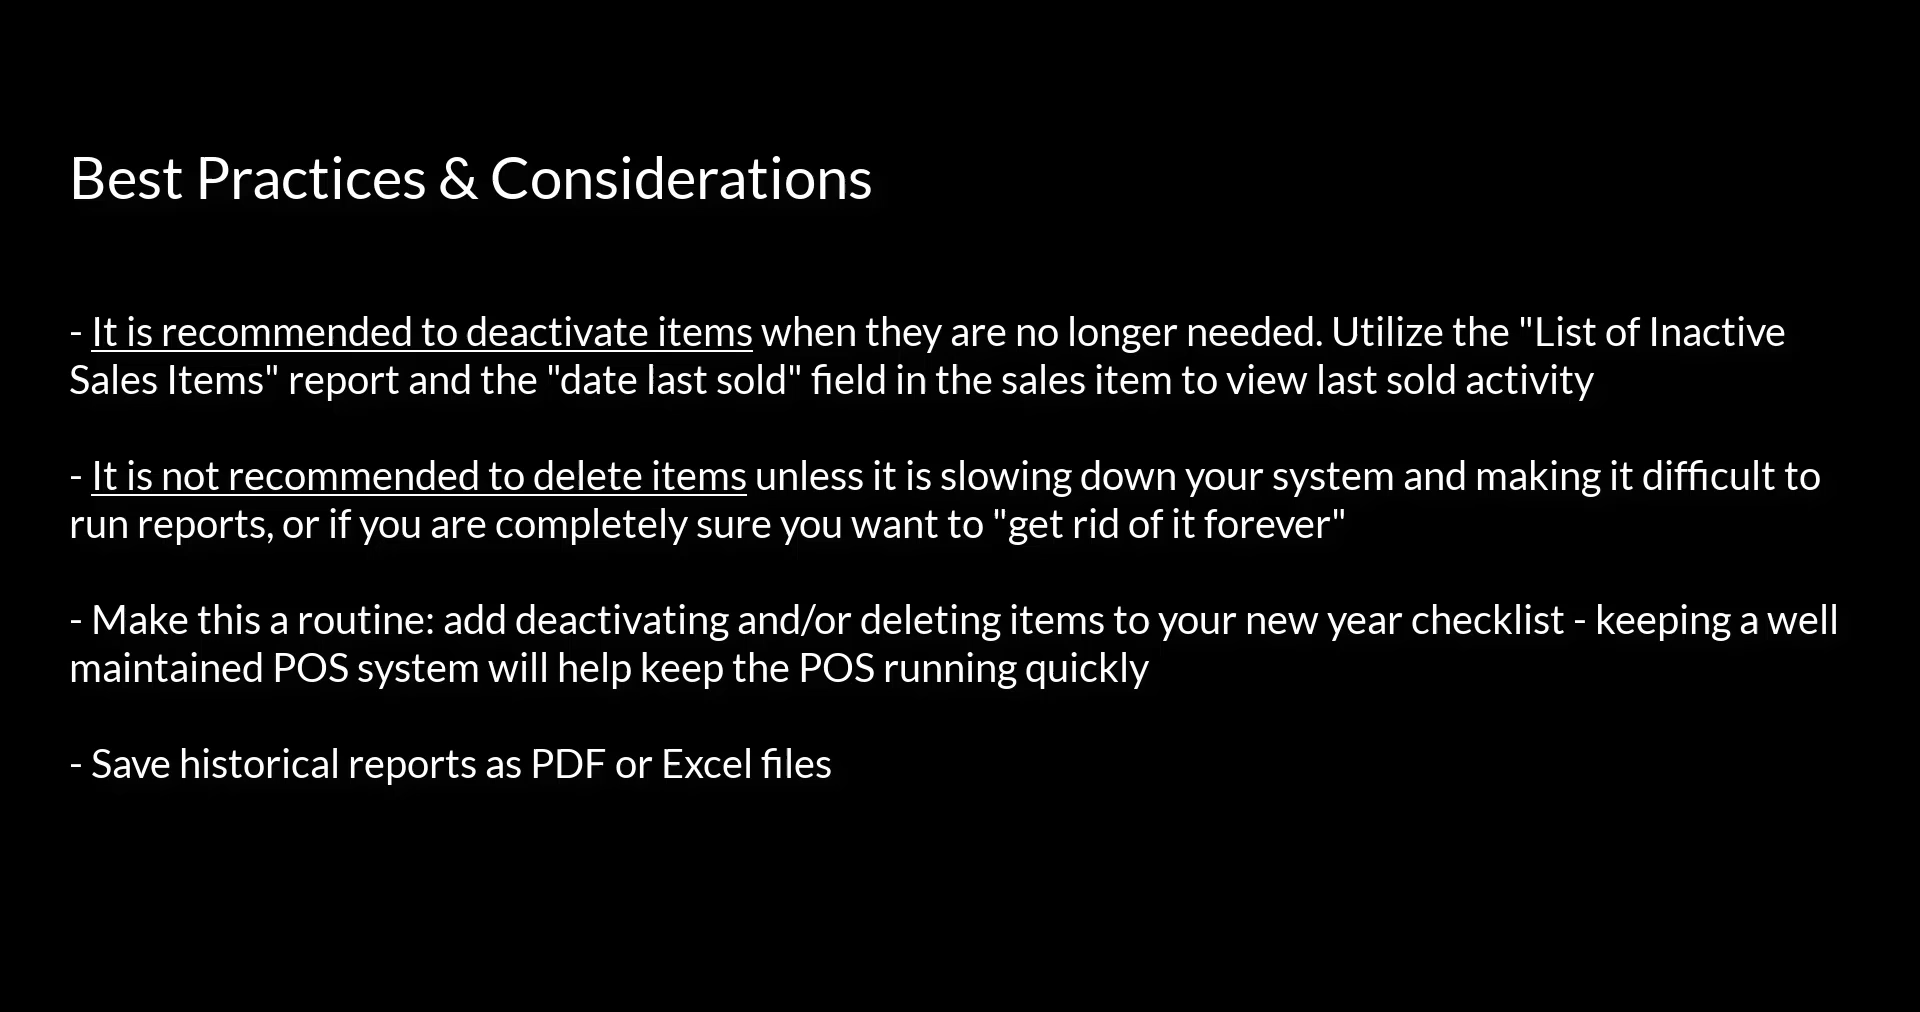 Best Practices & Considerations
- It is recommended to deactivate items when they are no longer needed. Utilize the "List of Inactive
Sales Items" report and the "date last sold" field in the sales item to view last sold activity
- It is not recommended to delete items unless it is slowing down your system and making it difficult to
run reports, or if you are completely sure you want to "get rid of it forever"
- Make this a routine: add deactivating and/or deleting items to your new year checklist - keeping a well
maintained POS system will help keep the POS running quickly
- Save historical reports as PDF or Excel files